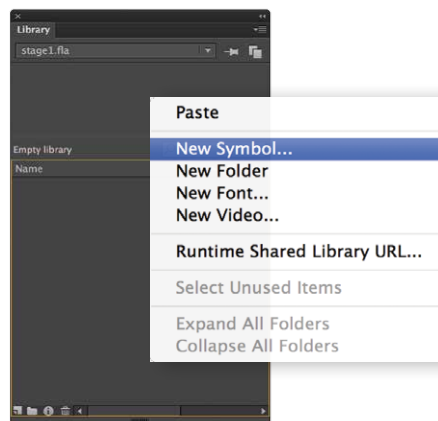 Library
stage1.fla
Empty library
Name
Paste
New Symbol...
New Folder
New Font...
New Video...
Runtime Shared Library URL...
Select Unused Items
Expand All Folders
Collapse All Folders